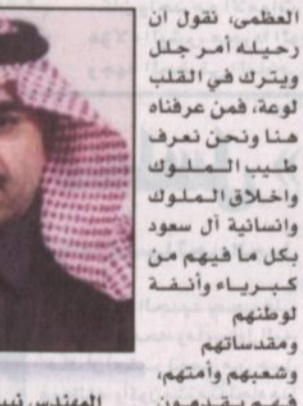 العظمى، نقول ان
رحيله أمر جلل
ويترك في القلب
لوعة، فمن عرفناه
هنا ونحن نعرف
طيب الملوك
واخلاق الملوك
وانسانية آل سعود
بكل ما فيهم من
كبرياء وأنفة
لوطنهم
ومقدساتهم
وشعبهم وأمتهم،
المهندس